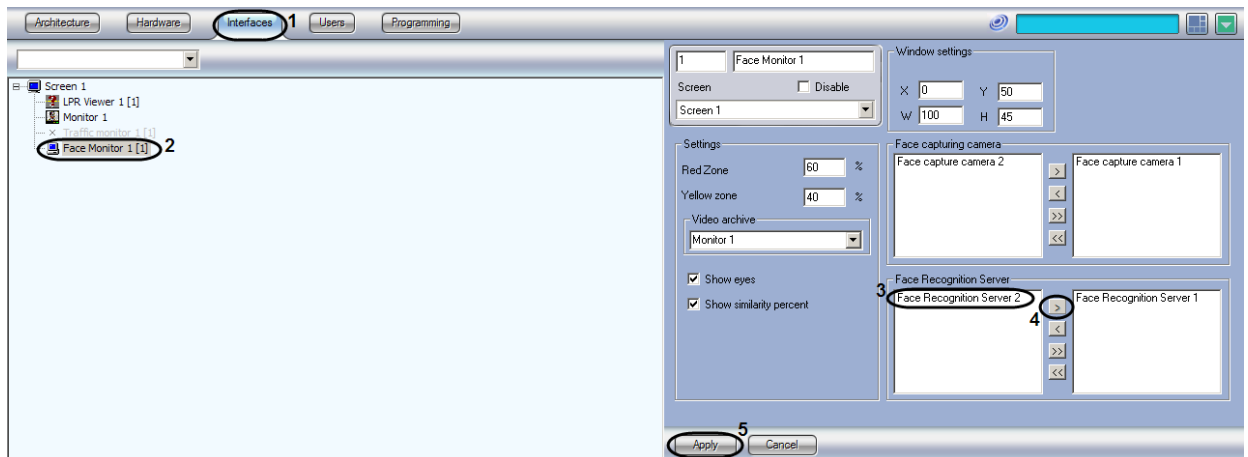 Architecture Hardware Interfaces 1 Users Programming
Screen 1
LPR Viewer 1 [1]
Monitor 1
Traffic monitor 1 [1]
Face Monitor 1 [1] 2
1 Face Monitor 1
Screen Disable
Screen 1
Window settings
X 0 Y 50
W 100 H 45
Settings
Red Zone 60 %
Yellow zone 40 %
Video archive
Monitor 1
Show eyes
Show similarity percent
Face capturing camera
Face capture camera 2 > Face capture camera 1
<
>>
<<
Face Recognition Server
3 Face Recognition Server 2 4 > Face Recognition Server 1
<
>>
<<
Apply 5 Cancel